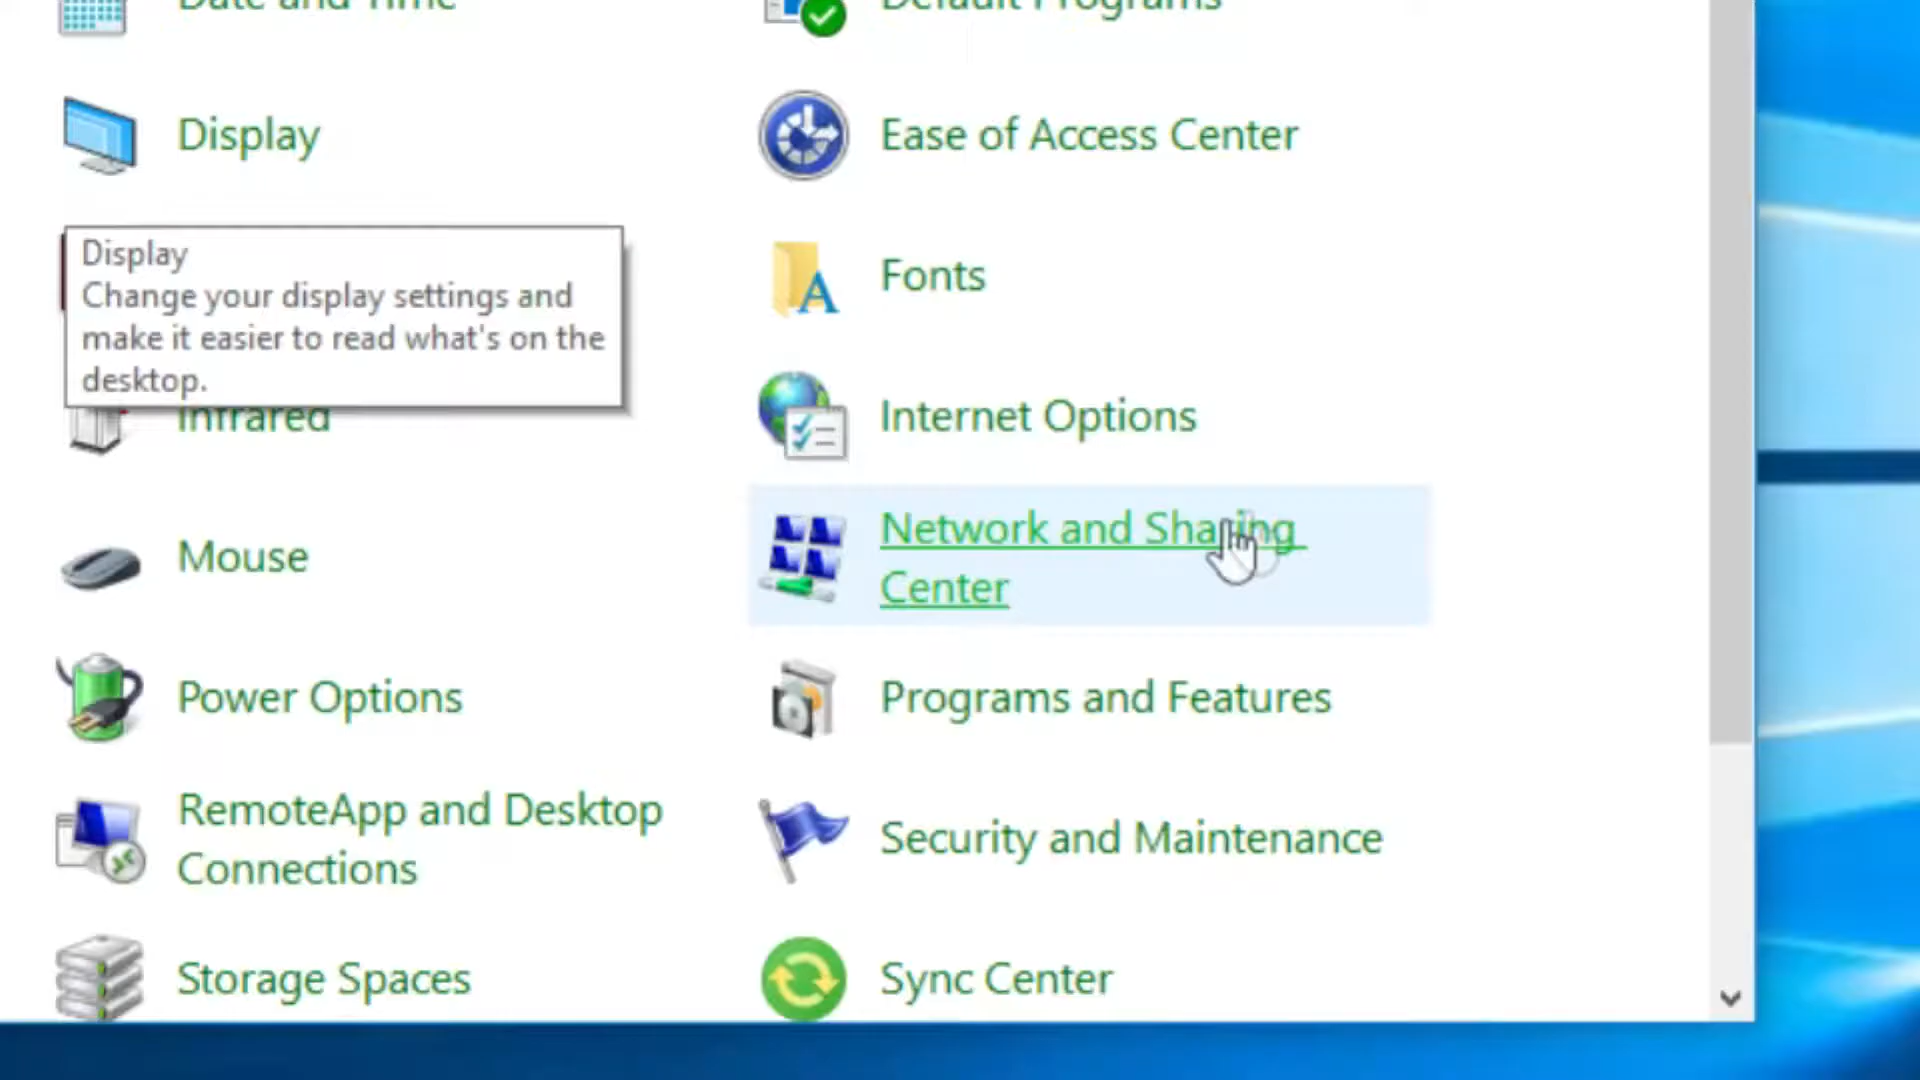 Date and Time
Default Programs
Display
Ease of Access Center
Display
Change your display settings and
make it easier to read what's on the
desktop.
Fonts
Infrared
Internet Options
Mouse
Network and Sharing
Center
Power Options
Programs and Features
RemoteApp and Desktop
Connections
Security and Maintenance
Storage Spaces
Sync Center